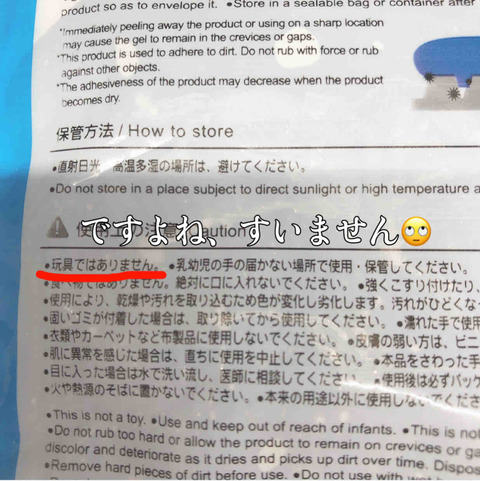 product so as to envelope it. ●Store in a sealable bag or container after
*Immediately peeling away the product or using on a sharp location
may cause the gel to remain in the crevices or gaps.
*This product is used to adhere to dirt. Do not rub with force or rub
against other objects.
*The adhesiveness of the product may decrease when the product
becomes dry.
保管方法 / How to store
●直射日光 高温多湿の場所は、避けてください。
●Do not store in a place subject to direct sunlight or high temperature a
ですよね、すいません🙄
⚠ 使用上の注意 Caution
●玩具ではありません。 ●乳幼児の手の届かない場所で使用・保管してください。
●食べ物ではありません。絶対に口に入れないでください。 ●強くこすり付けたり、
●使用により、乾燥や汚れを取り込むため色が変化し劣化します。汚れがひどくな
●固いゴミが付着した場合は、取り除いてから使用してください。 ●濡れた手で使用
●衣類やカーペットなど布製品に使用しないでください。 ●皮膚の弱い方は、ビニ
●肌に異常を感じた場合は、直ちに使用を中止してください。 ●本品をさわった手
●目に入った場合は水で洗い流し、医師に相談してください ●使用後は必ずパッケ
●火や熱源のそばに置かないでください。 ●本来の用途以外に使用しない
●This is not a toy. ●Use and keep out of reach of infants. ●This is not
●Do not rub too hard or allow the product to remain on crevices or ga
discolor and deteriorate as it dries and picks up dirt over time. Dispos
●Remove hard pieces of dirt before use. ●Do not use with wet